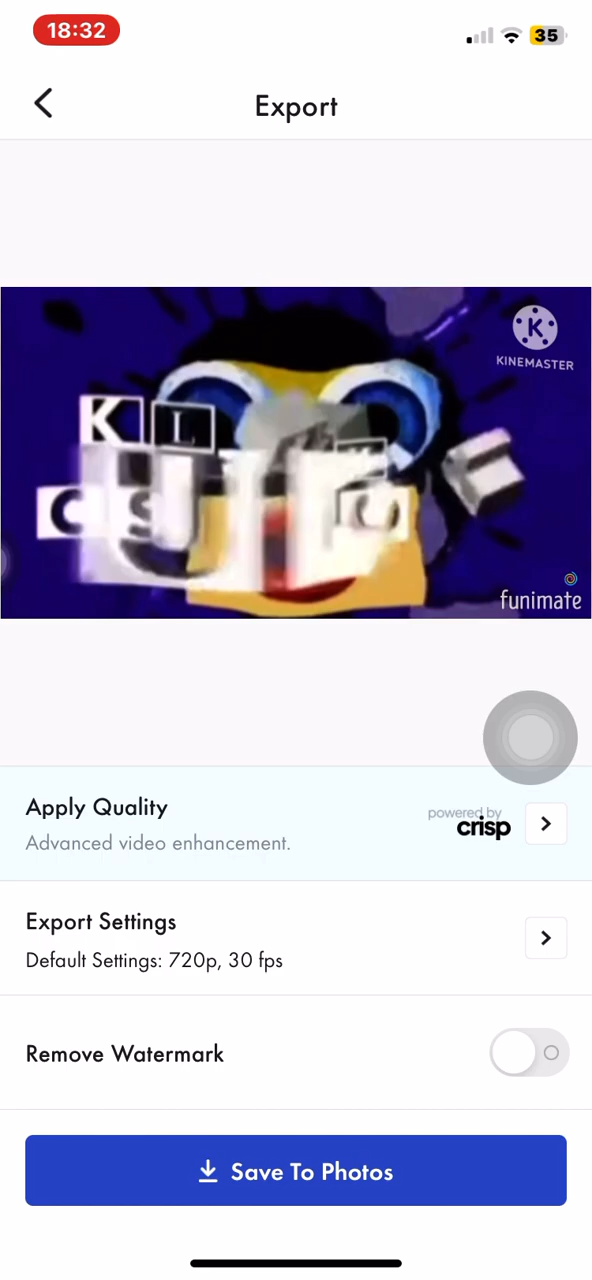 18:32
35
Export
K
KINEMASTER
K L
C S O
funimate
Apply Quality
powered by
crisp
Advanced video enhancement.
Export Settings
Default Settings: 720p, 30 fps
Remove Watermark
Save To Photos